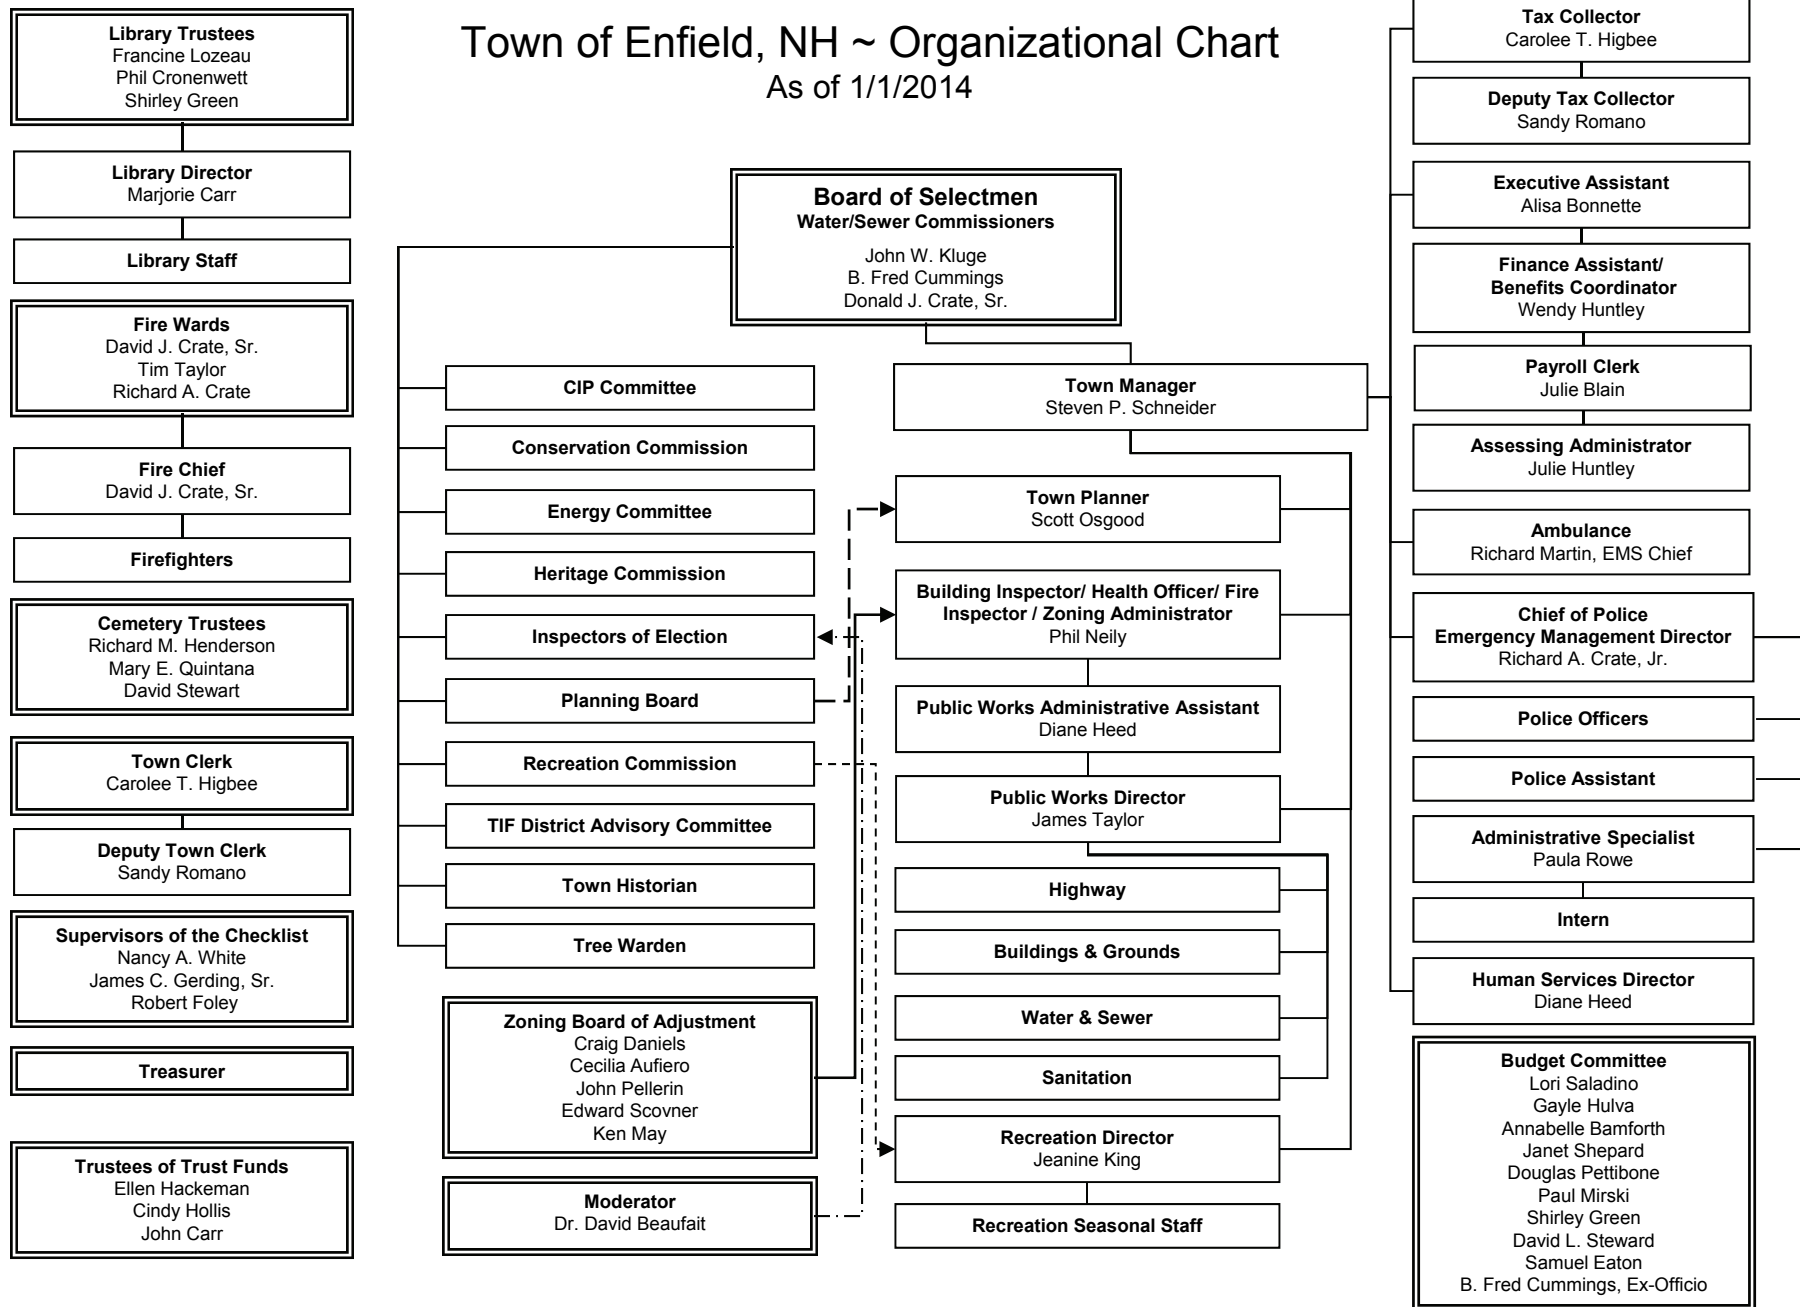 Town of Enfield, NH ~ Organizational Chart
As of 1/1/2014
Library Trustees
Francine Lozeau
Phil Cronenwett
Shirley Green
Library Director
Marjorie Carr
Library Staff
Fire Wards
David J. Crate, Sr.
Tim Taylor
Richard A. Crate
Fire Chief
David J. Crate, Sr.
Firefighters
Cemetery Trustees
Richard M. Henderson
Mary E. Quintana
David Stewart
Town Clerk
Carolee T. Higbee
Deputy Town Clerk
Sandy Romano
Supervisors of the Checklist
Nancy A. White
James C. Gerding, Sr.
Robert Foley
Treasurer
Trustees of Trust Funds
Ellen Hackeman
Cindy Hollis
John Carr
Board of Selectmen
Water/Sewer Commissioners
John W. Kluge
B. Fred Cummings
Donald J. Crate, Sr.
CIP Committee
Conservation Commission
Energy Committee
Heritage Commission
Inspectors of Election
Planning Board
Recreation Commission
TIF District Advisory Committee
Town Historian
Tree Warden
Zoning Board of Adjustment
Craig Daniels
Cecilia Aufiero
John Pellerin
Edward Scovner
Ken May
Moderator
Dr. David Beaufait
Town Manager
Steven P. Schneider
Town Planner
Scott Osgood
Building Inspector/ Health Officer/ Fire
Inspector / Zoning Administrator
Phil Neily
Public Works Administrative Assistant
Diane Heed
Public Works Director
James Taylor
Highway
Buildings & Grounds
Water & Sewer
Sanitation
Recreation Director
Jeanine King
Recreation Seasonal Staff
Tax Collector
Carolee T. Higbee
Deputy Tax Collector
Sandy Romano
Executive Assistant
Alisa Bonnette
Finance Assistant/
Benefits Coordinator
Wendy Huntley
Payroll Clerk
Julie Blain
Assessing Administrator
Julie Huntley
Ambulance
Richard Martin, EMS Chief
Chief of Police
Emergency Management Director
Richard A. Crate, Jr.
Police Officers
Police Assistant
Administrative Specialist
Paula Rowe
Intern
Human Services Director
Diane Heed
Budget Committee
Lori Saladino
Gayle Hulva
Annabelle Bamforth
Janet Shepard
Douglas Pettibone
Paul Mirski
Shirley Green
David L. Steward
Samuel Eaton
B. Fred Cummings, Ex-Officio